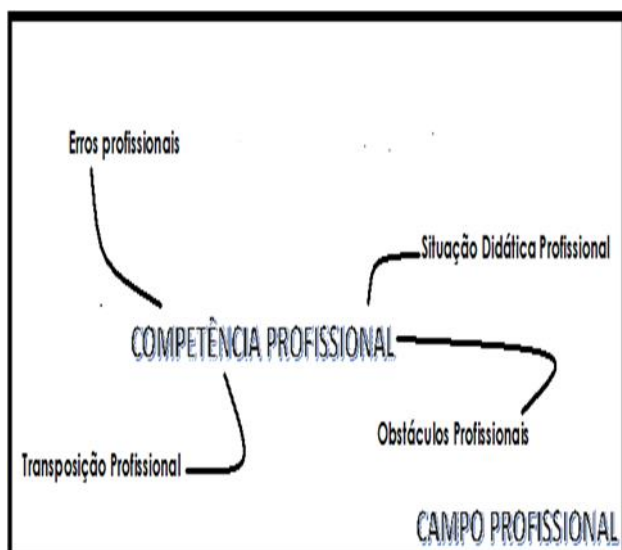 Erros profissionais
Situação Didática Profissional
COMPETÊNCIA PROFISSIONAL
Obstáculos Profissionais
Transposição Profissional
CAMPO PROFISSIONAL